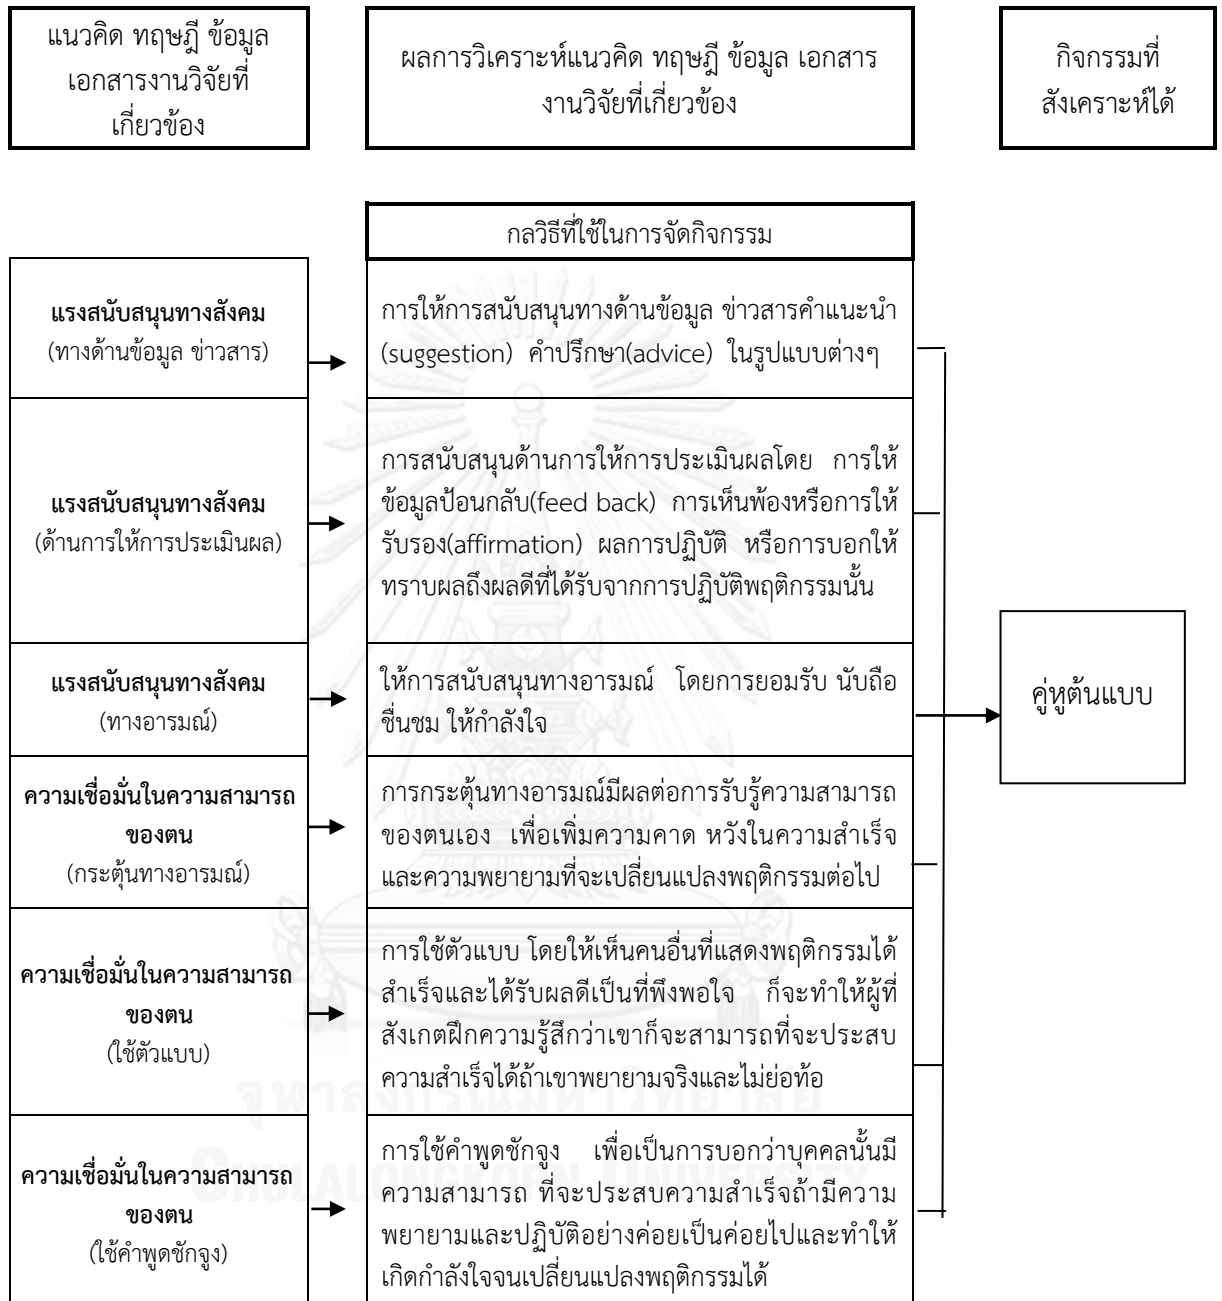 แนวคิด ทฤษฎี ข้อมูล
เอกสารงานวิจัยที่
เกี่ยวข้อง
ผลการวิเคราะห์แนวคิด ทฤษฎี ข้อมูล เอกสาร
งานวิจัยที่เกี่ยวข้อง
กิจกรรมที่
สังเคราะห์ได้
กลวิธีที่ใช้ในการจัดกิจกรรม
แรงสนับสนุนทางสังคม
(ทางด้านข้อมูล ข่าวสาร)
การให้การสนับสนุนทางด้านข้อมูล ข่าวสารคำแนะนำ
(suggestion) คำปรึกษา(advice) ในรูปแบบต่างๆ
แรงสนับสนุนทางสังคม
(ด้านการให้การประเมินผล)
การสนับสนุนด้านการให้การประเมินผลโดย การให้
ข้อมูลป้อนกลับ(feed back) การเห็นพ้องหรือการให้
รับรอง(affirmation) ผลการปฏิบัติ หรือการบอกให้
ทราบผลถึงผลดีที่ได้รับจากการปฏิบัติพฤติกรรมนั้น
แรงสนับสนุนทางสังคม
(ทางอารมณ์)
ให้การสนับสนุนทางอารมณ์ โดยการยอมรับ นับถือ
ชื่นชม ให้กำลังใจ
คู่หูต้นแบบ
ความเชื่อมั่นในความสามารถ
ของตน
(กระตุ้นทางอารมณ์)
การกระตุ้นทางอารมณ์มีผลต่อการรับรู้ความสามารถ
ของตนเอง เพื่อเพิ่มความคาด หวังในความสำเร็จ
และความพยายามที่จะเปลี่ยนแปลงพฤติกรรมต่อไป
ความเชื่อมั่นในความสามารถ
ของตน
(ใช้ตัวแบบ)
การใช้ตัวแบบ โดยให้เห็นคนอื่นที่แสดงพฤติกรรมได้
สำเร็จและได้รับผลดีเป็นที่พึงพอใจ ก็จะทำให้ผู้ที่
สังเกตฝึกความรู้สึกว่าเขาก็จะสามารถที่จะประสบ
ความสำเร็จได้ถ้าเขาพยายามจริงและไม่ย่อท้อ
จุฬาลงกรณ์มหาวิทยาลัย
CHULALONGKORN UNIVERSITY
ความเชื่อมั่นในความสามารถ
ของตน
(ใช้คำพูดชักจูง)
การใช้คำพูดชักจูง เพื่อเป็นการบอกว่าบุคคลนั้นมี
ความสามารถ ที่จะประสบความสำเร็จถ้ามีความ
พยายามและปฏิบัติอย่างค่อยเป็นค่อยไปและทำให้
เกิดกำลังใจจนเปลี่ยนแปลงพฤติกรรมได้